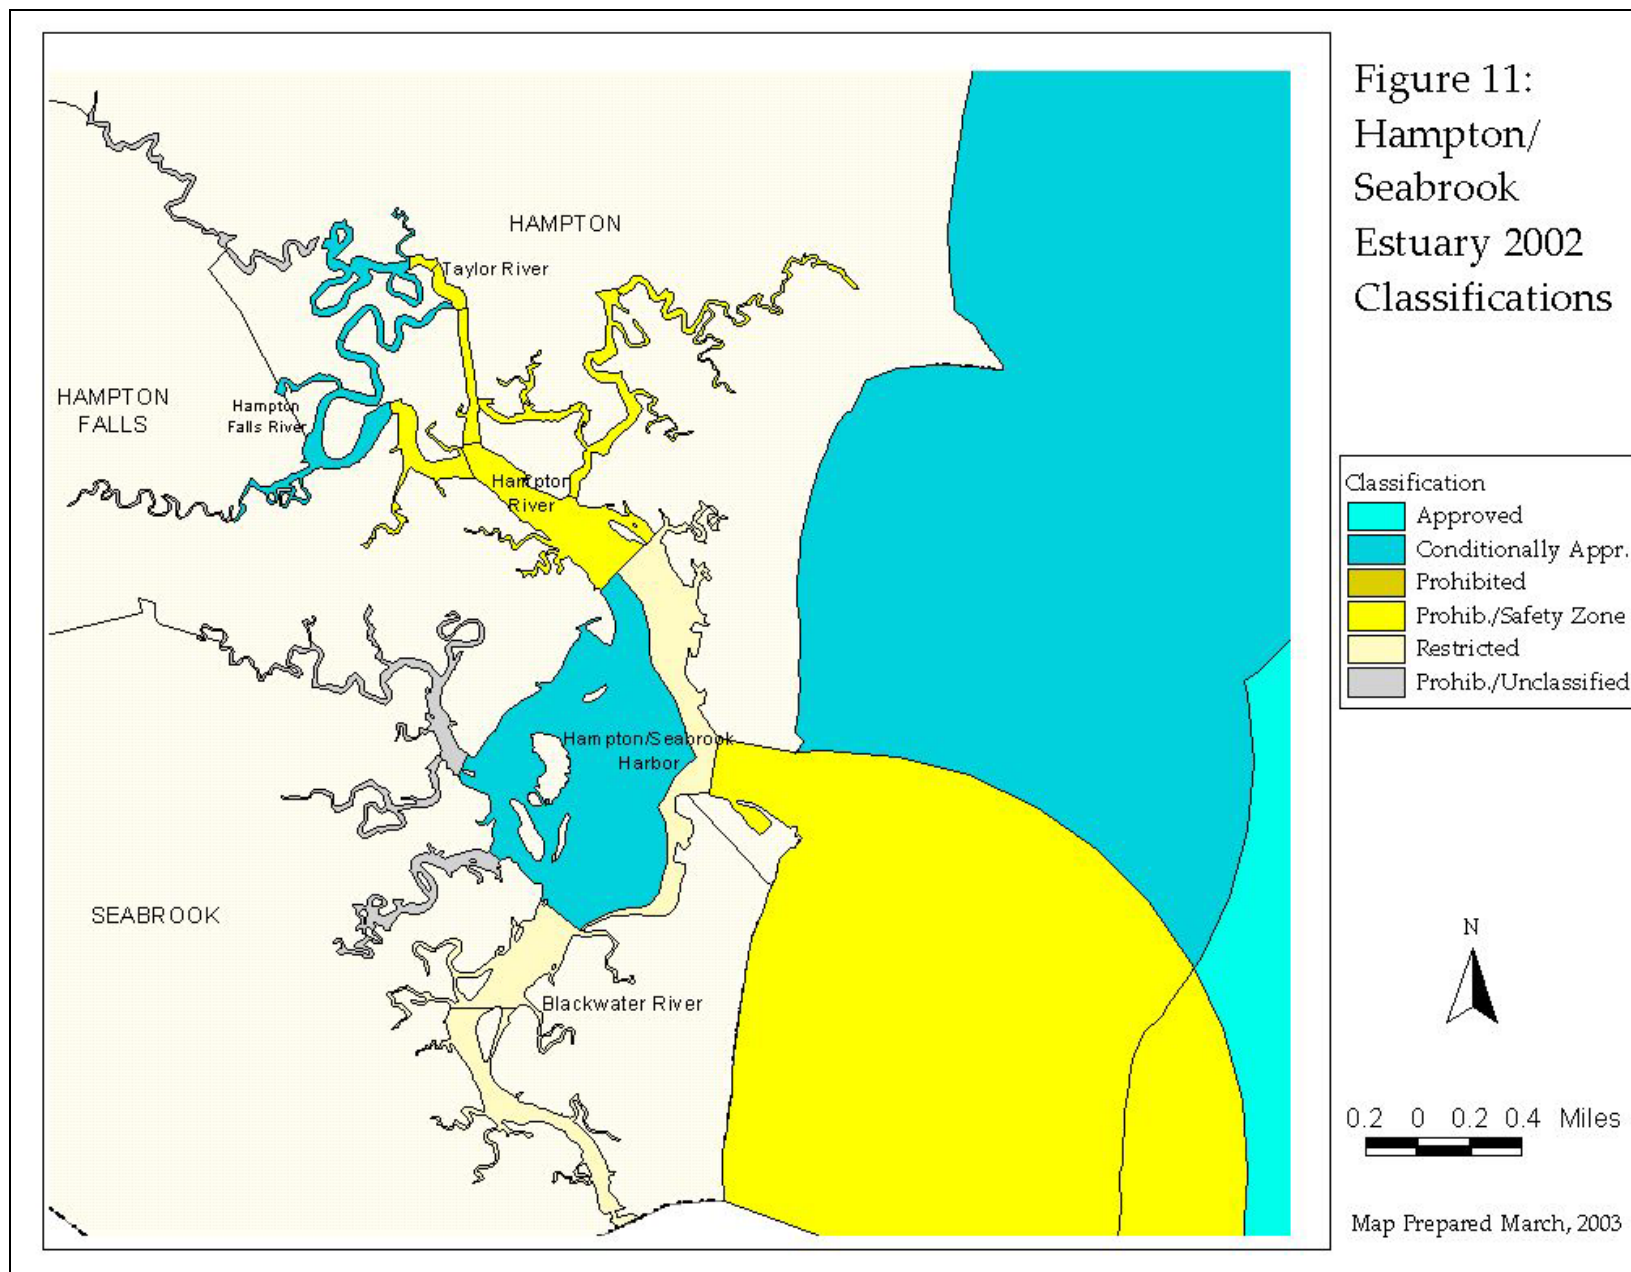 Figure 11:
Hampton/
Seabrook
Estuary 2002
Classifications
HAMPTON
Taylor River
HAMPTON
FALLS
Hampton
Falls River
Hampton
River
Hampton/Seabrook
Harbor
SEABROOK
Blackwater River
Classification
Approved
Conditionally Appr.
Prohibited
Prohib./Safety Zone
Restricted
Prohib./Unclassified
N
0.2 0 0.2 0.4 Miles
Map Prepared March, 2003